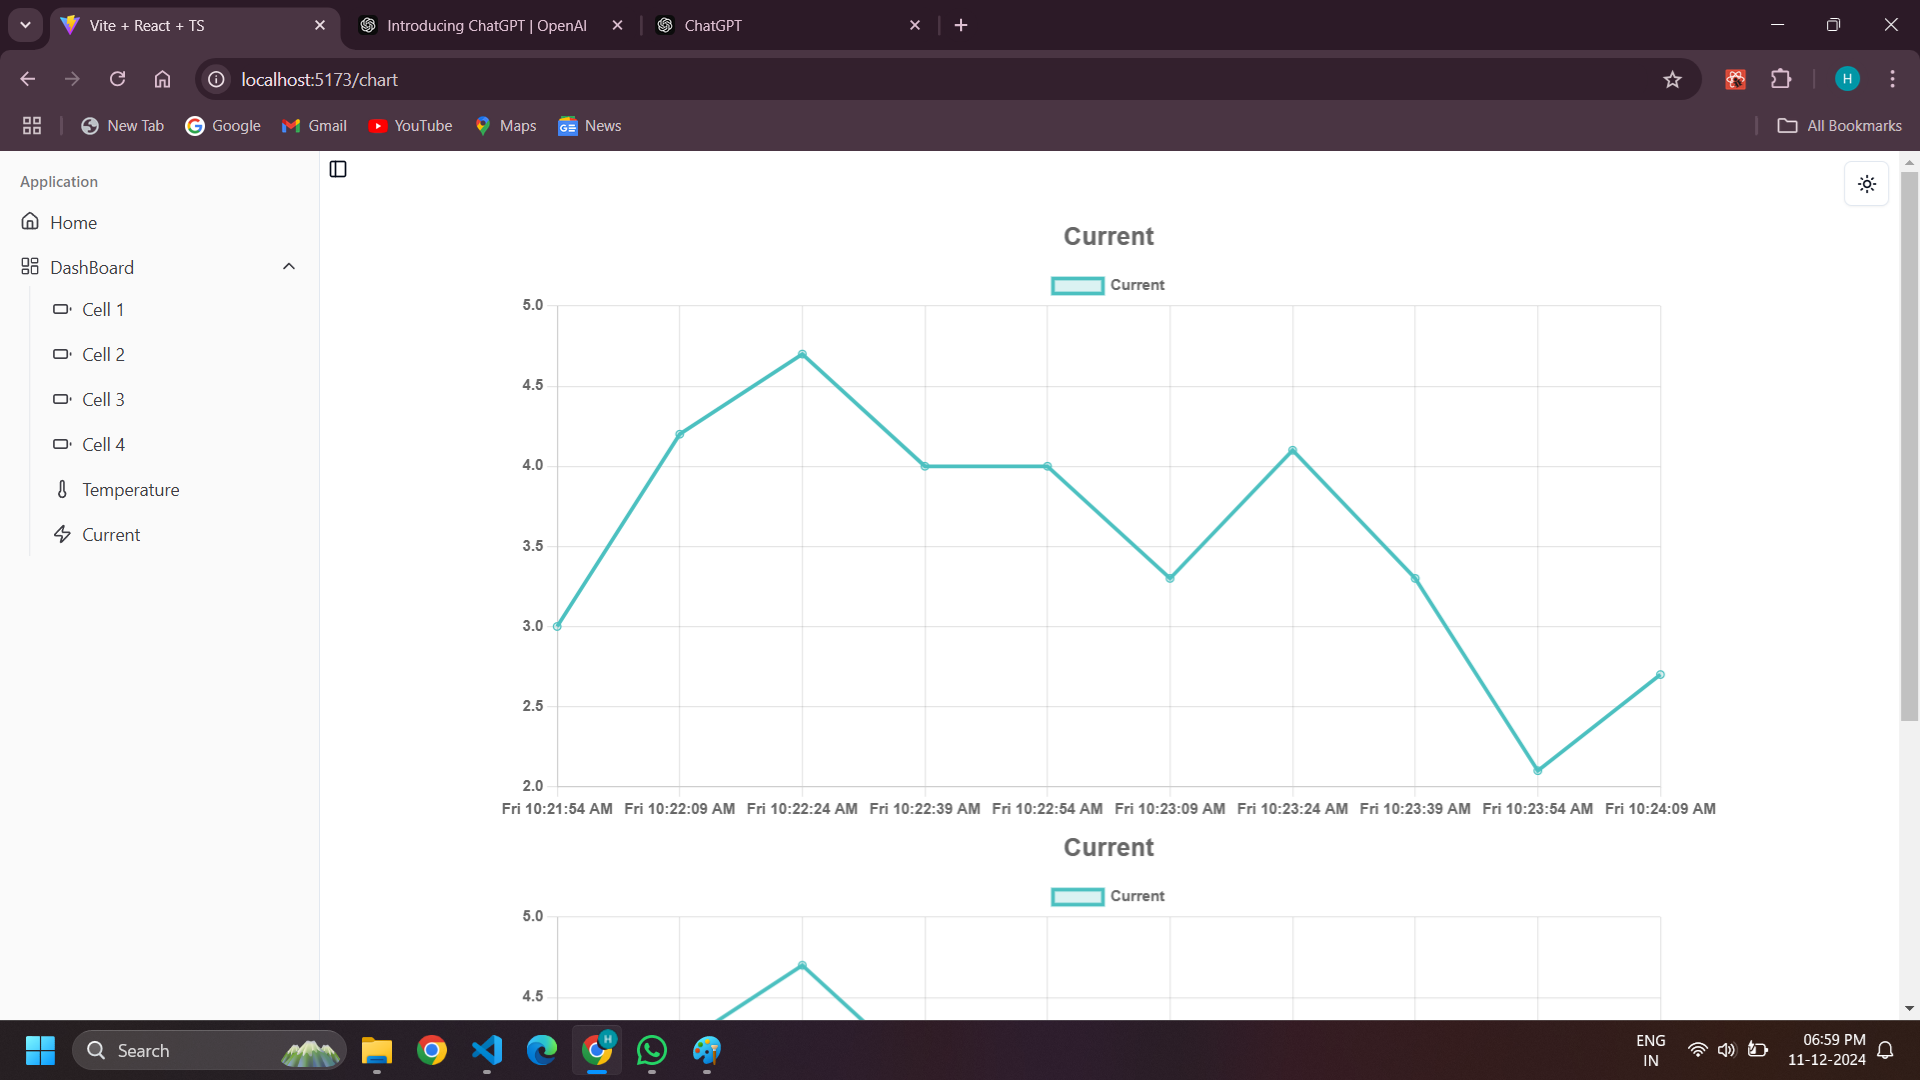 Vite + React + TS
Introducing ChatGPT | OpenAI
ChatGPT
localhost:5173/chart
H
New Tab
Google
Gmail
YouTube
Maps
News
All Bookmarks
Application
Home
DashBoard
Cell 1
Cell 2
Cell 3
Cell 4
Temperature
Current
Current
Current
5.0
4.5
4.0
3.5
3.0
2.5
2.0
Fri 10:21:54 AM Fri 10:22:09 AM Fri 10:22:24 AM Fri 10:22:39 AM Fri 10:22:54 AM Fri 10:23:09 AM Fri 10:23:24 AM Fri 10:23:39 AM Fri 10:23:54 AM Fri 10:24:09 AM
Current
Current
5.0
4.5
Search
H
ENG
IN
06:59 PM
11-12-2024